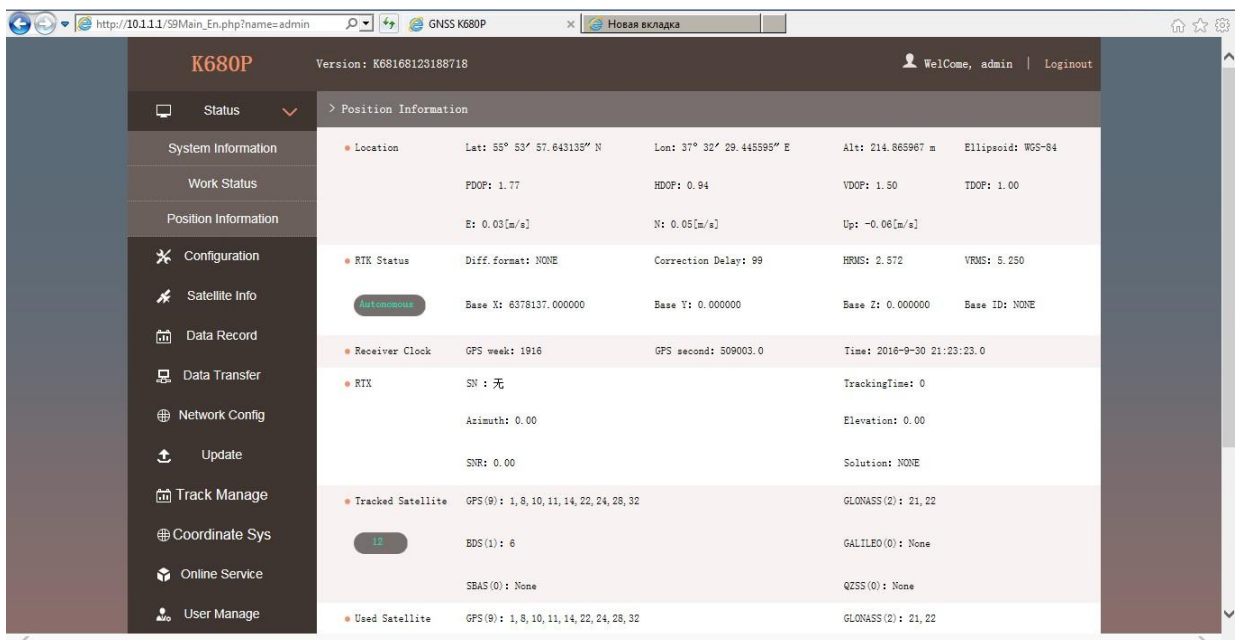 http://10.1.1.1/S9Main_En.php?name=admin GNSS K680P Новая вкладка
K680P Version: K68168123188718 WelCome, admin | Loginout
Status > Position Information
System Information
Work Status
Position Information
Configuration
Satellite Info
Data Record
Data Transfer
Network Config
Update
Track Manage
Coordinate Sys
Online Service
User Manage
Location Lat: 55° 53′ 57.643135″ N Lon: 37° 32′ 29.445595″ E Alt: 214.865967 m Ellipsoid: WGS-84
PDOP: 1.77 HDOP: 0.94 VDOP: 1.50 TDOP: 1.00
E: 0.03[m/s] N: 0.05[m/s] Up: -0.06[m/s]
RTK Status Diff.format: NONE Correction Delay: 99 HRMS: 2.572 VRMS: 5.250
Autonomous Base X: 6378137.000000 Base Y: 0.000000 Base Z: 0.000000 Base ID: NONE
Receiver Clock GPS week: 1916 GPS second: 509003.0 Time: 2016-9-30 21:23:23.0
RTX SN : 无 TrackingTime: 0
Azimuth: 0.00 Elevation: 0.00
SNR: 0.00 Solution: NONE
Tracked Satellite GPS(9): 1,8,10,11,14,22,24,28,32 GLONASS(2): 21,22
12 BDS(1): 6 GALILEO(0): None
SBAS(0): None QZSS(0): None
Used Satellite GPS(9): 1,8,10,11,14,22,24,28,32 GLONASS(2): 21,22